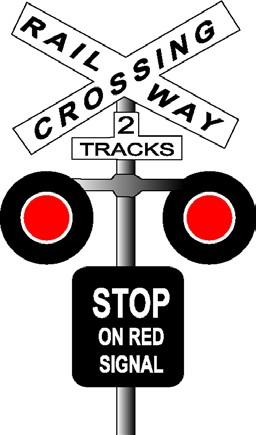 RAILWAY
CROSSING
2
TRACKS
STOP
ON RED
SIGNAL